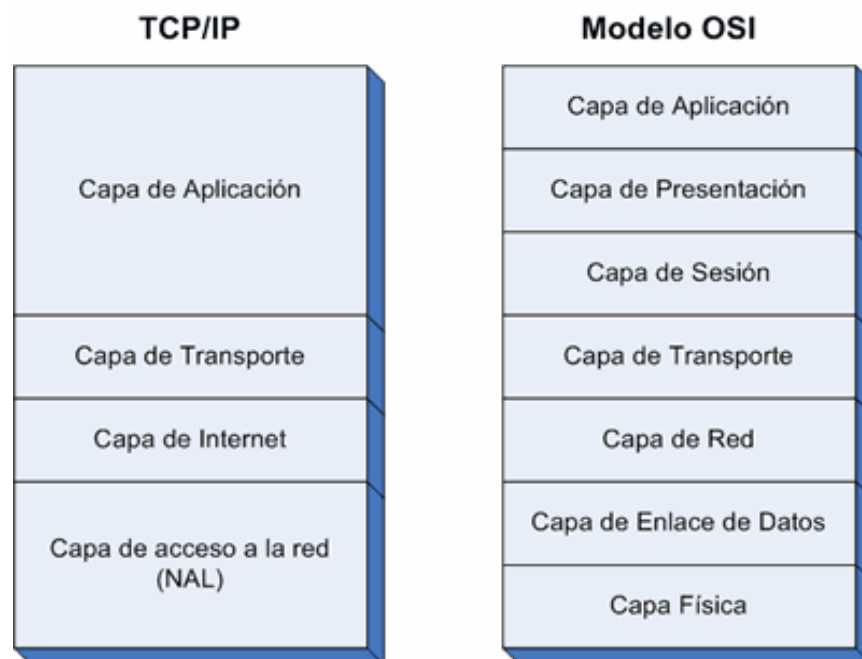 TCP/IP
Capa de Aplicación
Capa de Transporte
Capa de Internet
Capa de acceso a la red
(NAL)
Modelo OSI
Capa de Aplicación
Capa de Presentación
Capa de Sesión
Capa de Transporte
Capa de Red
Capa de Enlace de Datos
Capa Física